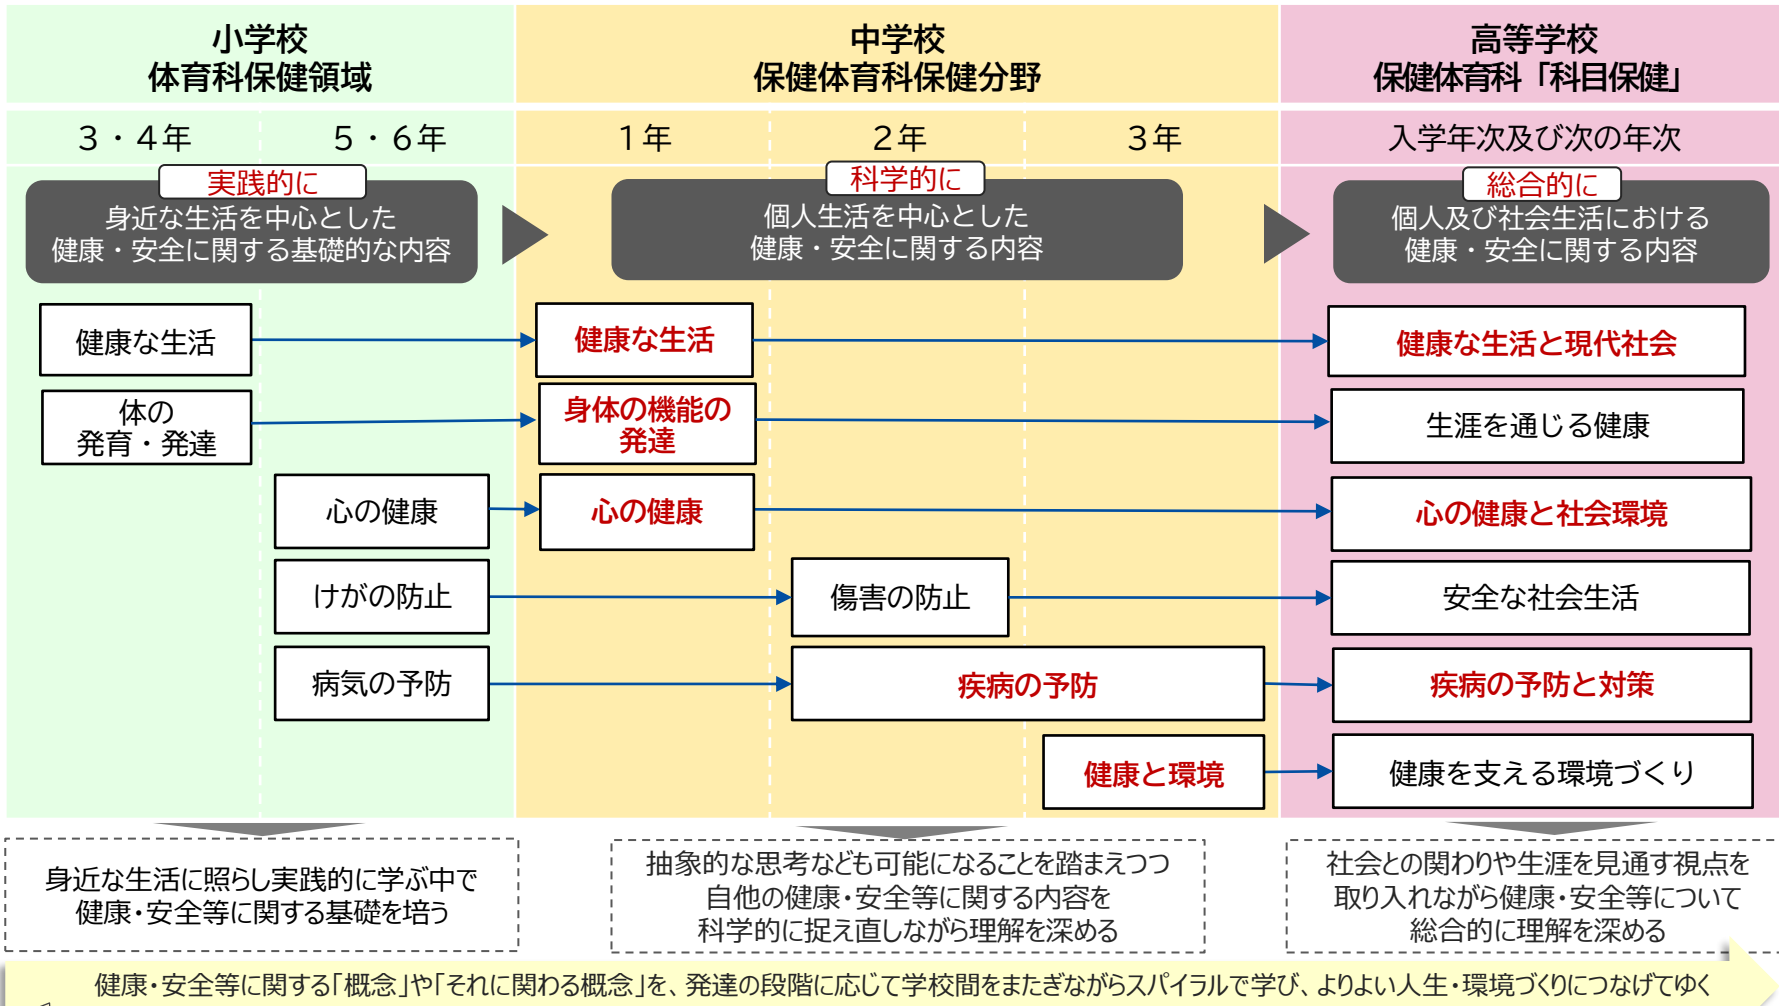 小学校
体育科保健領域
中学校
保健体育科保健分野
高等学校
保健体育科「科目保健」
3・4年
5・6年
1年
2年
3年
入学年次及び次の年次
実践的に
身近な生活を中心とした
健康・安全に関する基礎的な内容
科学的に
個人生活を中心とした
健康・安全に関する内容
総合的に
個人及び社会生活における
健康・安全に関する内容
健康な生活
健康な生活
健康な生活と現代社会
体の
発育・発達
身体の機能の
発達
生涯を通じる健康
心の健康
心の健康
心の健康と社会環境
けがの防止
傷害の防止
安全な社会生活
病気の予防
疾病の予防
疾病の予防と対策
健康と環境
健康を支える環境づくり
身近な生活に照らし実践的に学ぶ中で
健康・安全等に関する基礎を培う
抽象的な思考なども可能になることを踏まえつつ
自他の健康・安全等に関する内容を
科学的に捉え直しながら理解を深める
社会との関わりや生涯を見通す視点を
取り入れながら健康・安全等について
総合的に理解を深める
健康・安全等に関する「概念」や「それに関わる概念」を、発達の段階に応じて学校間をまたぎながらスパイラルで学び、よりよい人生・環境づくりにつなげてゆく